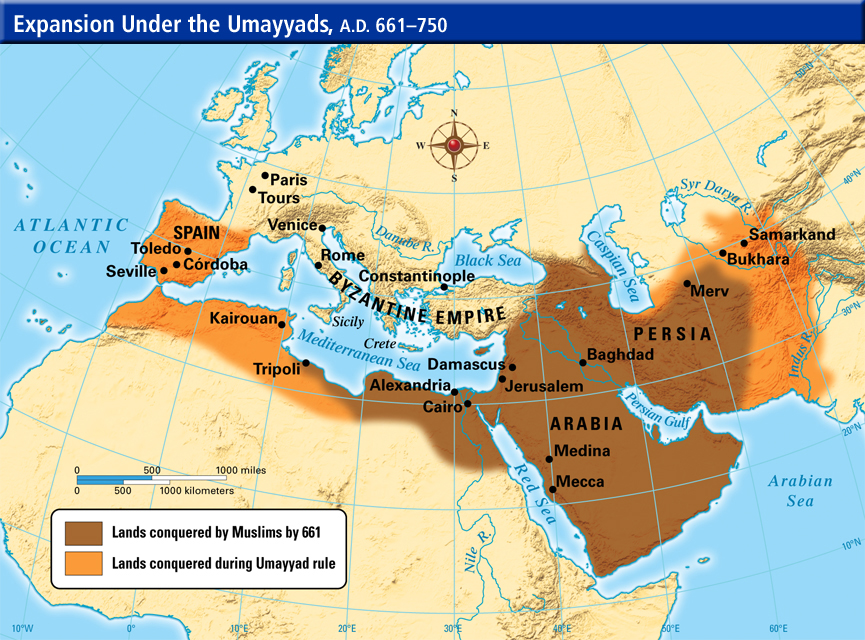 Expansion Under the Umayyads, A.D. 661–750
N
W
E
S
60°E
40°N
Paris
Tours
Syr Darya R.
ATLANTIC
OCEAN
SPAIN
Venice
Danube R.
Samarkand
Toledo
Córdoba
Seville
Rome
Black Sea
Caspian Sea
Bukhara
Constantinople
BYZANTINE EMPIRE
Merv
30°N
Kairouan
Sicily
Crete
Mediterranean Sea
PERSIA
Indus R.
Baghdad
Tripoli
Damascus
Jerusalem
Alexandria
Cairo
Persian Gulf
20°N
ARABIA
Medina
Mecca
Red Sea
Arabian
Sea
0
500
1000 miles
0
500
1000 kilometers
Nile R.
10°N
Lands conquered by Muslims by 661
Lands conquered during Umayyad rule
10°W
0°
10°E
20°E
30°E
40°E
50°E
60°E